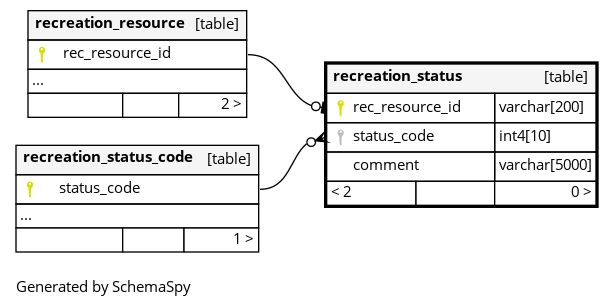 recreation_resource [table]
rec_resource_id
...
2 >
recreation_status_code [table]
status_code
...
1 >
recreation_status [table]
rec_resource_id varchar[200]
status_code int4[10]
comment varchar[5000]
< 2 0 >
Generated by SchemaSpy